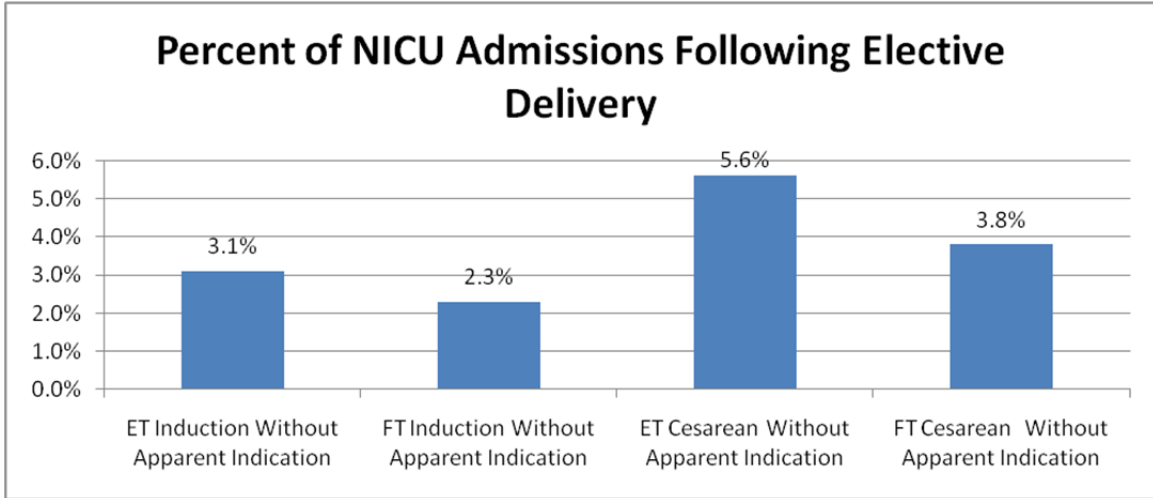 Percent of NICU Admissions Following Elective
Delivery
6.0%
5.0%
4.0%
3.0%
2.0%
1.0%
0.0%
3.1%
2.3%
5.6%
3.8%
ET Induction Without
Apparent Indication
FT Induction Without
Apparent Indication
ET Cesarean Without
Apparent Indication
FT Cesarean Without
Apparent Indication